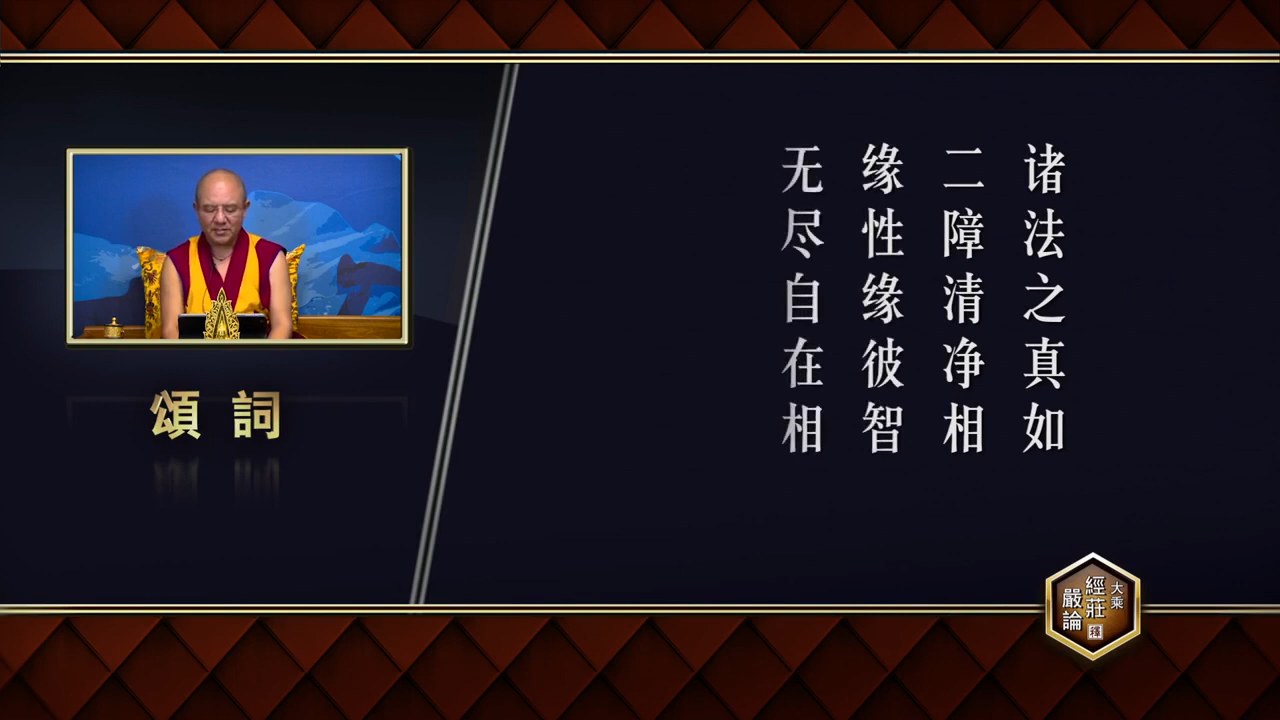 诸法之真如
二障清净相
缘性缘彼智
无尽自在相
頌詞
大乘
經莊
嚴論
釋